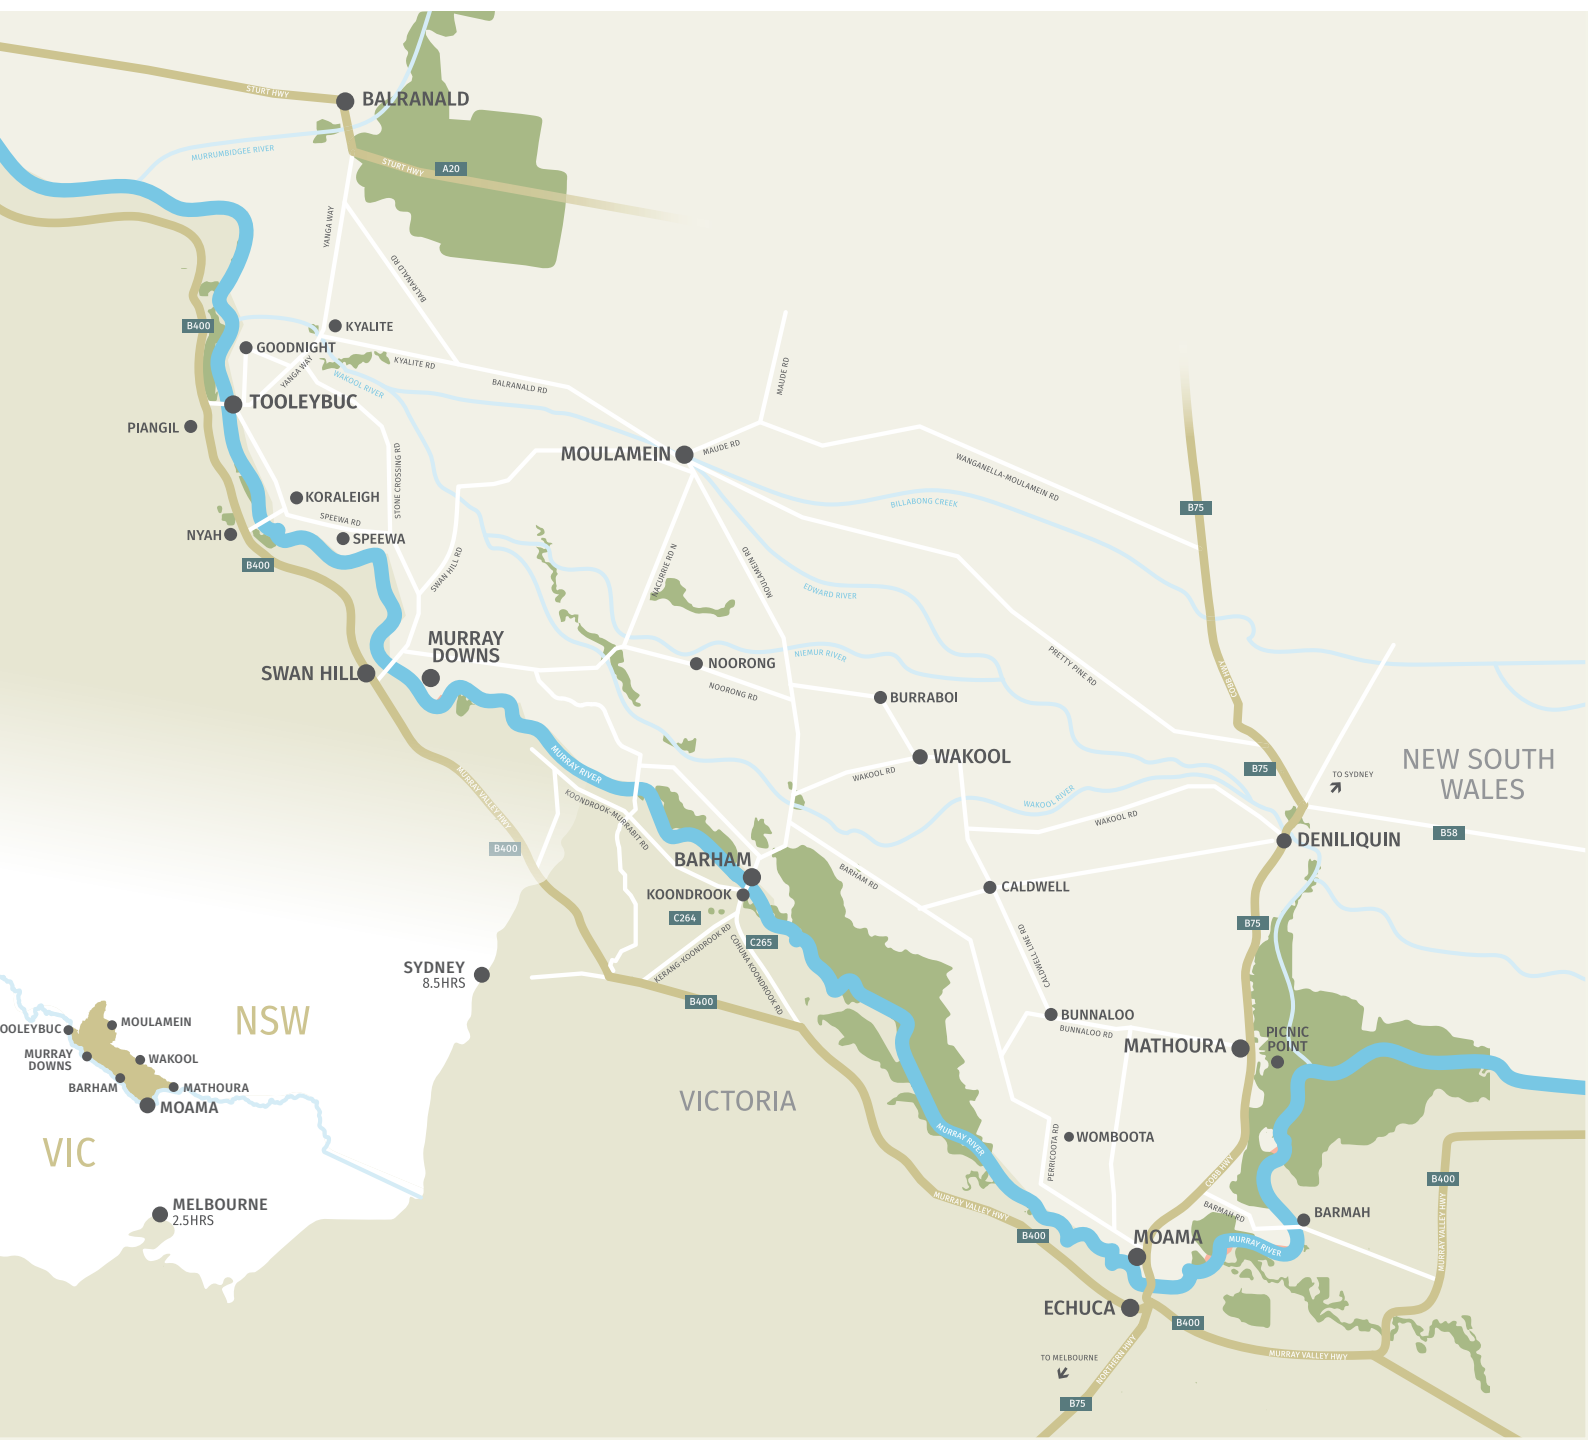 STURT HWY
BALRANALD
MURRUMBIDGEE RIVER
STURT HWY
A20
YANGA WAY
BALRANALD RD
B400
KYALITE
GOODNIGHT
YANGA WAY
KYALITE RD
WAKOOL RIVER
BALRANALD RD
MAUDE RD
TOOLEYBUC
PIANGIL
MOULAMEIN
MAUDE RD
STONE CROSSING RD
WANGANELLA-MOULAMEIN RD
BILLABONG CREEK
B75
KORALEIGH
SPEEWA RD
NYAH
SPEEWA
B400
SWAN HILL RD
NACURRIE RD N
MOULAMEIN RD
EDWARD RIVER
MURRAY
DOWNS
SWAN HILL
NOORONG
NOORONG RD
NIEMUR RIVER
BURRABOI
PRETTY PINE RD
COBB HWY
WAKOOL
WAKOOL RD
B75
TO SYDNEY
NEW SOUTH
WALES
MURRAY RIVER
MURRAY VALLEY HWY
KOONDROOK-MURRABIT RD
WAKOOL RIVER
WAKOOL RD
B58
DENILIQUIN
B400
BARHAM
BARHAM RD
KOONDROOK
CALDWELL
C264
C265
KERANG-KOONDROOK RD
COHUNA KOONDROOK RD
CALDWELL LINE RD
B75
SYDNEY
8.5HRS
B400
BUNNALOO
BUNNALOO RD
MATHOURA
PICNIC
POINT
NSW
OOLEYBUC
MOULAMEIN
MURRAY
DOWNS
WAKOOL
BARHAM
MATHOURA
MOAMA
VICTORIA
VIC
MURRAY RIVER
WOMBOOTA
PERRICOOTA RD
COBB HWY
B400
MELBOURNE
2.5HRS
MURRAY VALLEY HWY
BARMAH RD
BARMAH
MURRAY VALLEY HWY
B400
MOAMA
MURRAY RIVER
ECHUCA
B400
MURRAY VALLEY HWY
TO MELBOURNE
NORTHERN HWY
B75